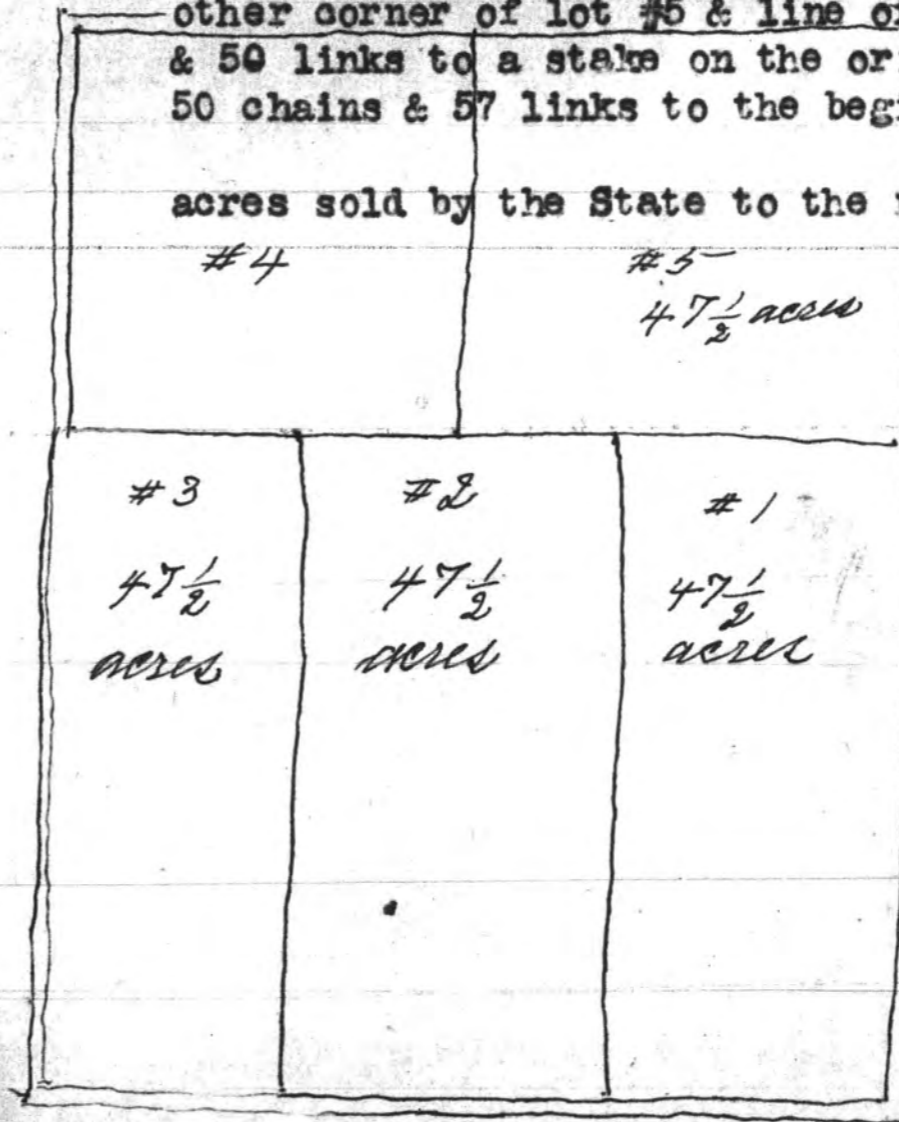 other corner of lot #5 & line
& 50 links to a stake on the
50 chains & 57 links to the
acres sold by the State to the
#4
#5
47½ acres
#3
#2
#1
47½
47½
47½
acres
acres
acres